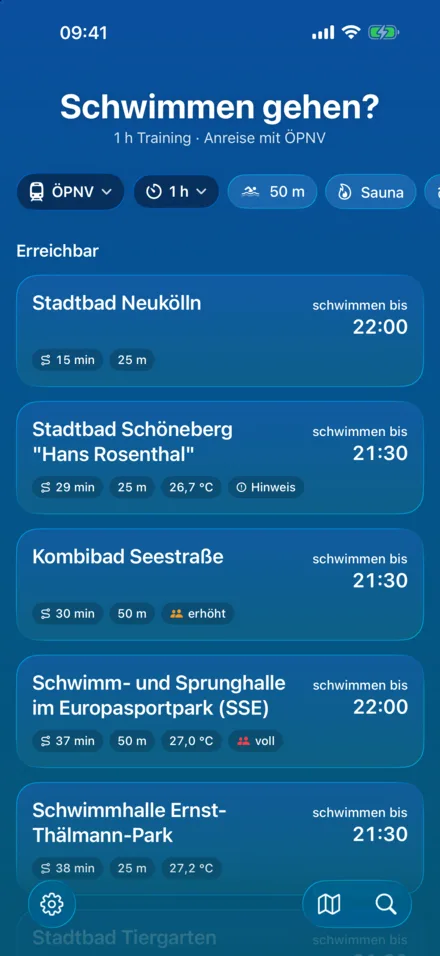 09:41
Schwimmen gehen?
1 h Training · Anreise mit ÖPNV
ÖPNV
1 h
50 m
Sauna
Erreichbar
Stadtbad Neukölln
schwimmen bis
22:00
15 min
25 m
Stadtbad Schöneberg
"Hans Rosenthal"
schwimmen bis
21:30
29 min
25 m
26,7 °C
Hinweis
Kombibad Seestraße
schwimmen bis
21:30
30 min
50 m
erhöht
Schwimm- und Sprunghalle
im Europasportpark (SSE)
schwimmen bis
22:00
37 min
50 m
27,0 °C
voll
Schwimmhalle Ernst-
Thälmann-Park
schwimmen bis
21:30
38 min
25 m
27,2 °C
Stadtbad Tiergarten
schwimmen bis